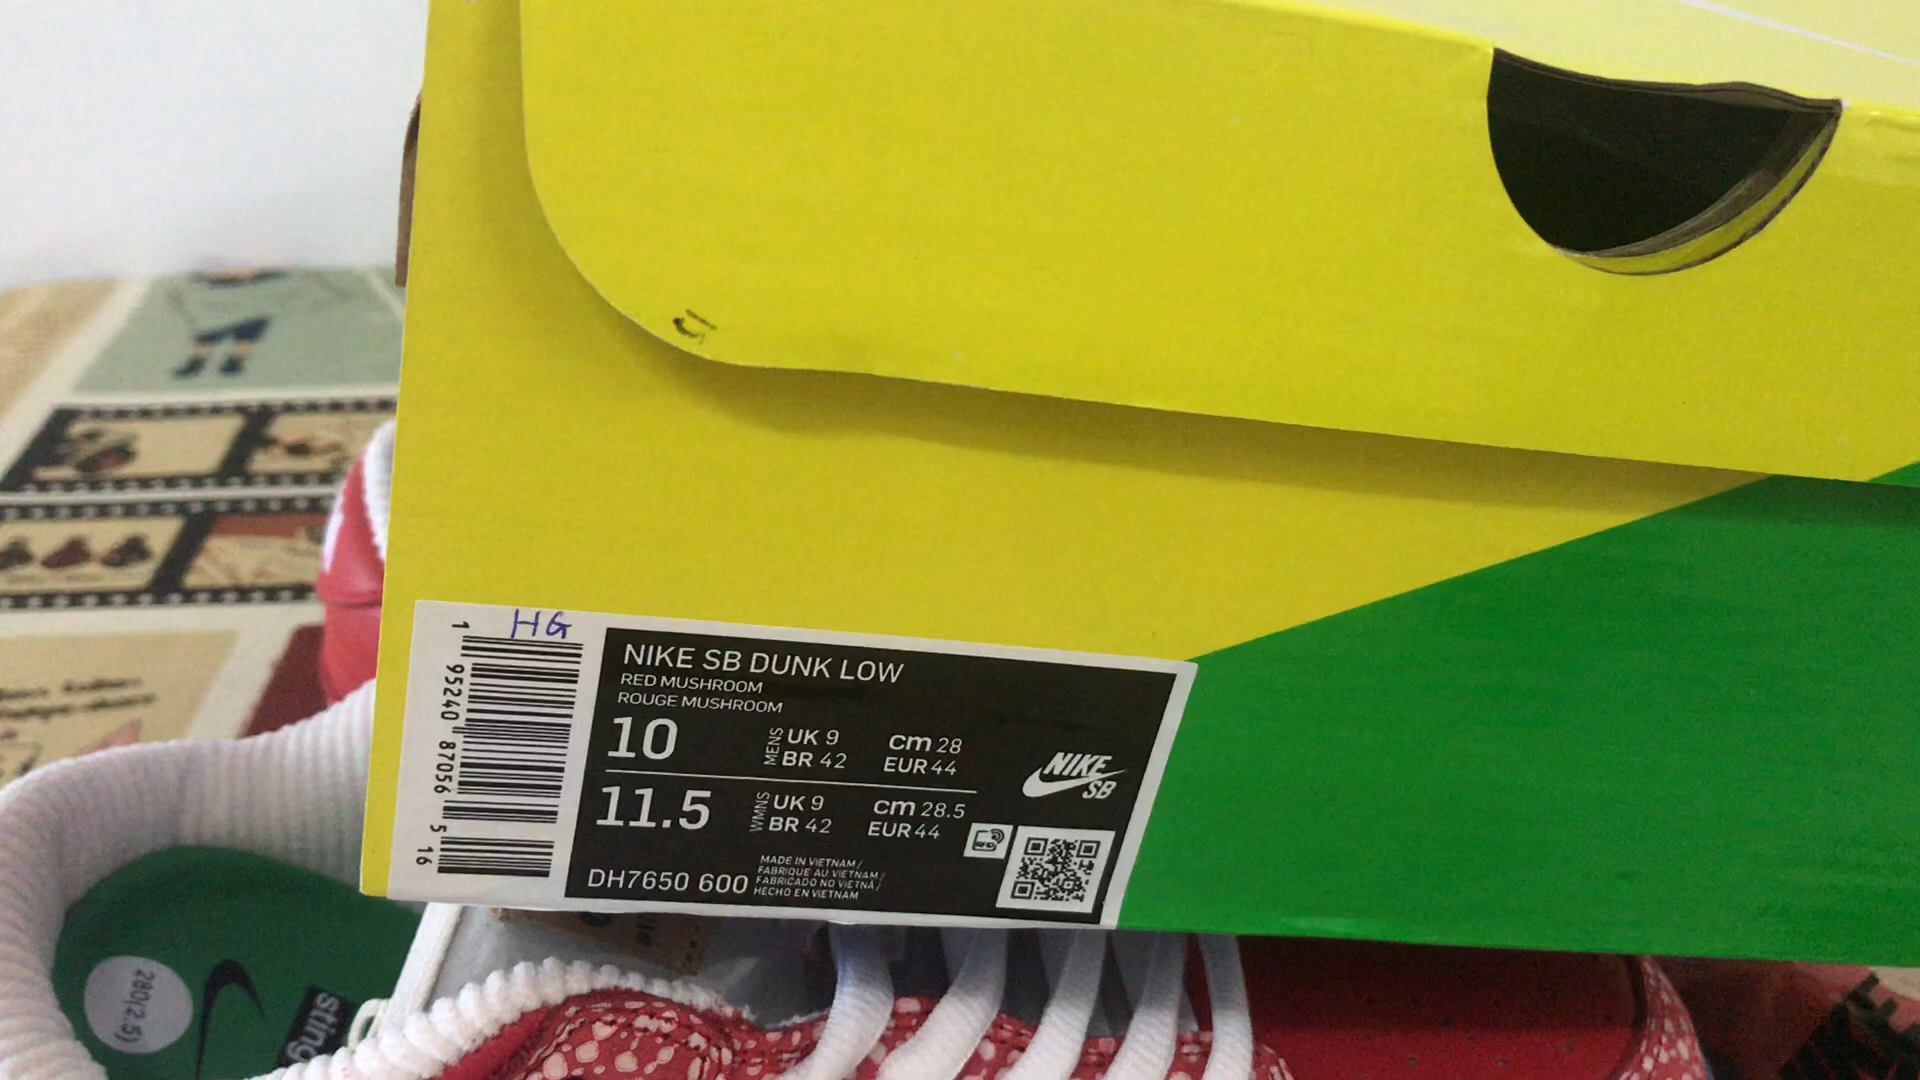 HG
1 95240 87056 5 16
NIKE SB DUNK LOW
RED MUSHROOM
ROUGE MUSHROOM
10 MENS UK 9 cm 28
BR 42 EUR 44
11.5 WMNS UK 9 cm 28.5
BR 42 EUR 44
NIKE
SB
DH7650 600
MADE IN VIETNAM /
FABRIQUE AU VIETNAM /
FABRICADO NO VIETNÃ /
HECHO EN VIETNAM
280(2.5)